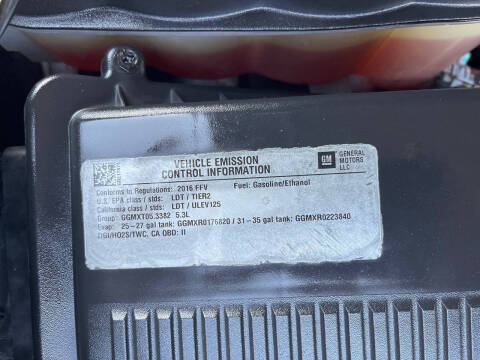 VEHICLE EMISSION
CONTROL INFORMATION
GM
GENERAL
MOTORS
LLC
Conforms to Regulations: 2016 FFV Fuel: Gasoline/Ethanol
U.S. EPA class / stds: LDT / TIER2
California class / stds: LDT / ULEV125
Group: GGMXT05.3382 5.3L
Evap: 25-27 gal tank: GGMXR0176820 / 31-35 gal tank: GGMXR0223840
DGI/HO2S/TWC, CA OBD: II